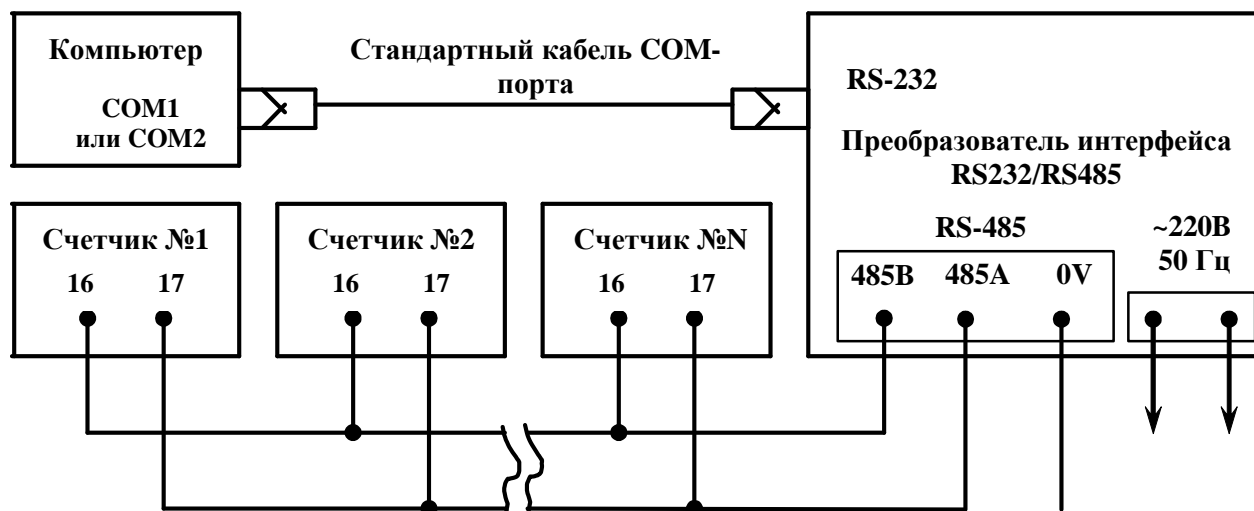 Компьютер
COM1
или COM2
Стандартный кабель COM-
порта
RS-232
Преобразователь интерфейса
RS232/RS485
RS-485
~220В
50 Гц
485B 485A 0V
Счетчик №1
16 17
Счетчик №2
16 17
Счетчик №N
16 17